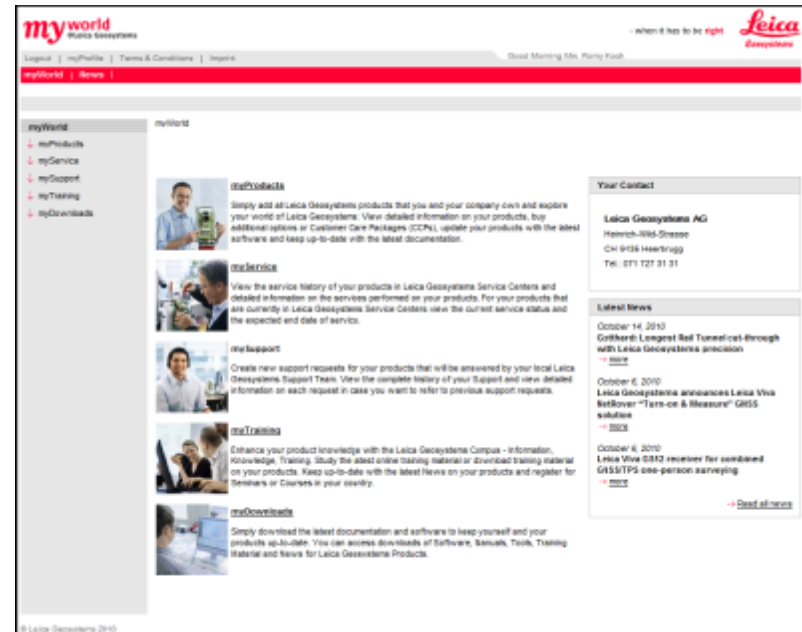 myworld
@Leica Geosystems
- when it has to be right
Leica
Geosystems
Logout | myProfile | Terms & Conditions | Imprint
Good Morning Mrs. Romy Koch
myWorld | News |
myWorld
myProducts
myService
mySupport
myTraining
myDownloads
myWorld
myProducts
Simply add all Leica Geosystems products that you and your company own and explore
your world of Leica Geosystems: View detailed information on your products, buy
additional options or Customer Care Packages (CCPs), update your products with the latest
software and keep up-to-date with the latest documentation.
myService
View the service history of your products in Leica Geosystems Service Centers and
detailed information on the services performed on your products. For your products that
are currently in Leica Geosystems Service Centers view the current service status and
the expected end date of service.
mySupport
Create new support requests for your products that will be answered by your local Leica
Geosystems Support Team. View the complete history of your Support and view detailed
information on each request in case you want to refer to previous support requests.
myTraining
Enhance your product knowledge with the Leica Geosystems Campus - Information,
Knowledge, Training. Study the latest online training material or download training material
on your products. Keep up-to-date with the latest News on your products and register for
Seminars or Courses in your country.
myDownloads
Simply download the latest documentation and software to keep yourself and your
products up-to-date. You can access downloads of Software, Manuals, Tools, Training
Material and News for Leica Geosystems Products.
Your Contact
Leica Geosystems AG
Heinrich-Wild-Strasse
CH 9435 Heerbrugg
Tel.: 071 727 31 31
Latest News
October 14, 2010
Gotthard: Longest Rail Tunnel cut-through
with Leica Geosystems precision
→ more
October 6, 2010
Leica Geosystems announces Leica Viva
NetRover "Turn-on & Measure" GNSS
solution
→ more
October 6, 2010
Leica Viva GS12 receiver for combined
GNSS/TPS one-person surveying
→ more
→ Read all news
© Leica Geosystems 2010